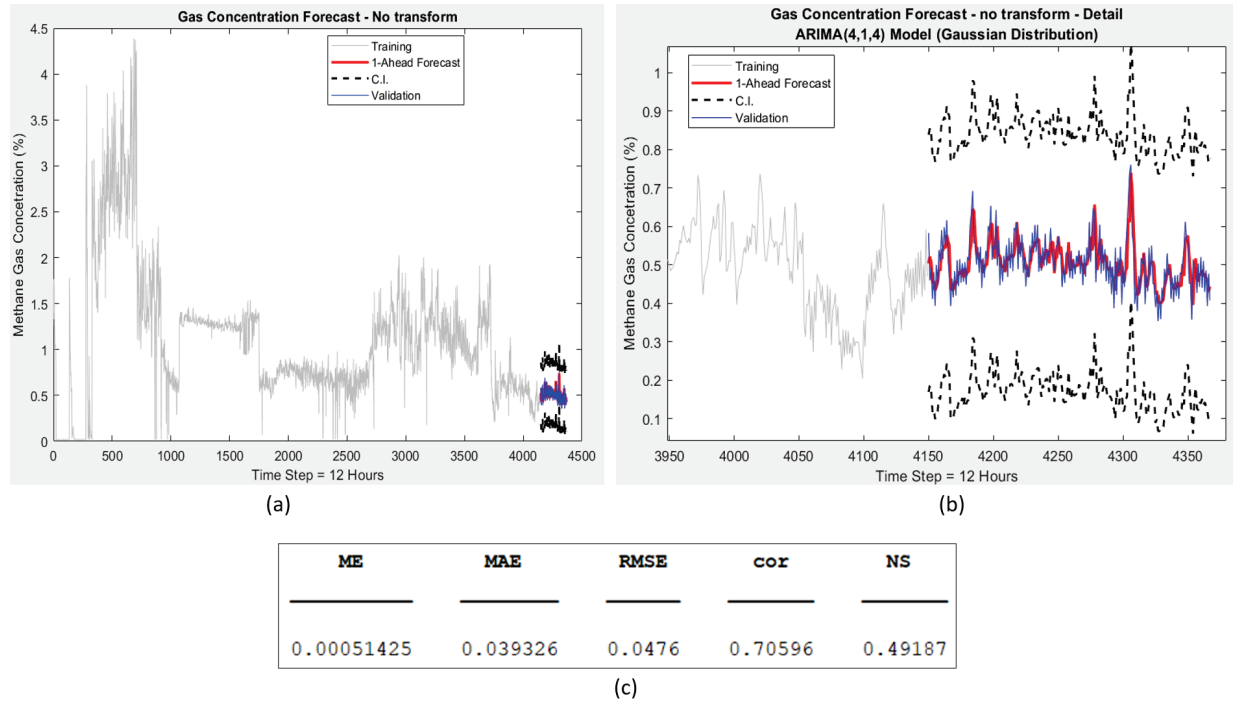 Gas Concentration Forecast - No transform
4.5
4
3.5
3
2.5
2
1.5
1
0.5
0
Methane Gas Concetration (%)
Training
1-Ahead Forecast
C.I.
Validation
0 500 1000 1500 2000 2500 3000 3500 4000 4500
Time Step = 12 Hours
(a)
Gas Concentration Forecast - no transform - Detail
ARIMA(4,1,4) Model (Gaussian Distribution)
1
0.9
0.8
0.7
0.6
0.5
0.4
0.3
0.2
0.1
Methane Gas Concetration (%)
Training
1-Ahead Forecast
C.I.
Validation
3950 4000 4050 4100 4150 4200 4250 4300 4350
Time Step = 12 Hours
(b)
ME MAE RMSE cor NS
0.00051425 0.039326 0.0476 0.70596 0.49187
(c)